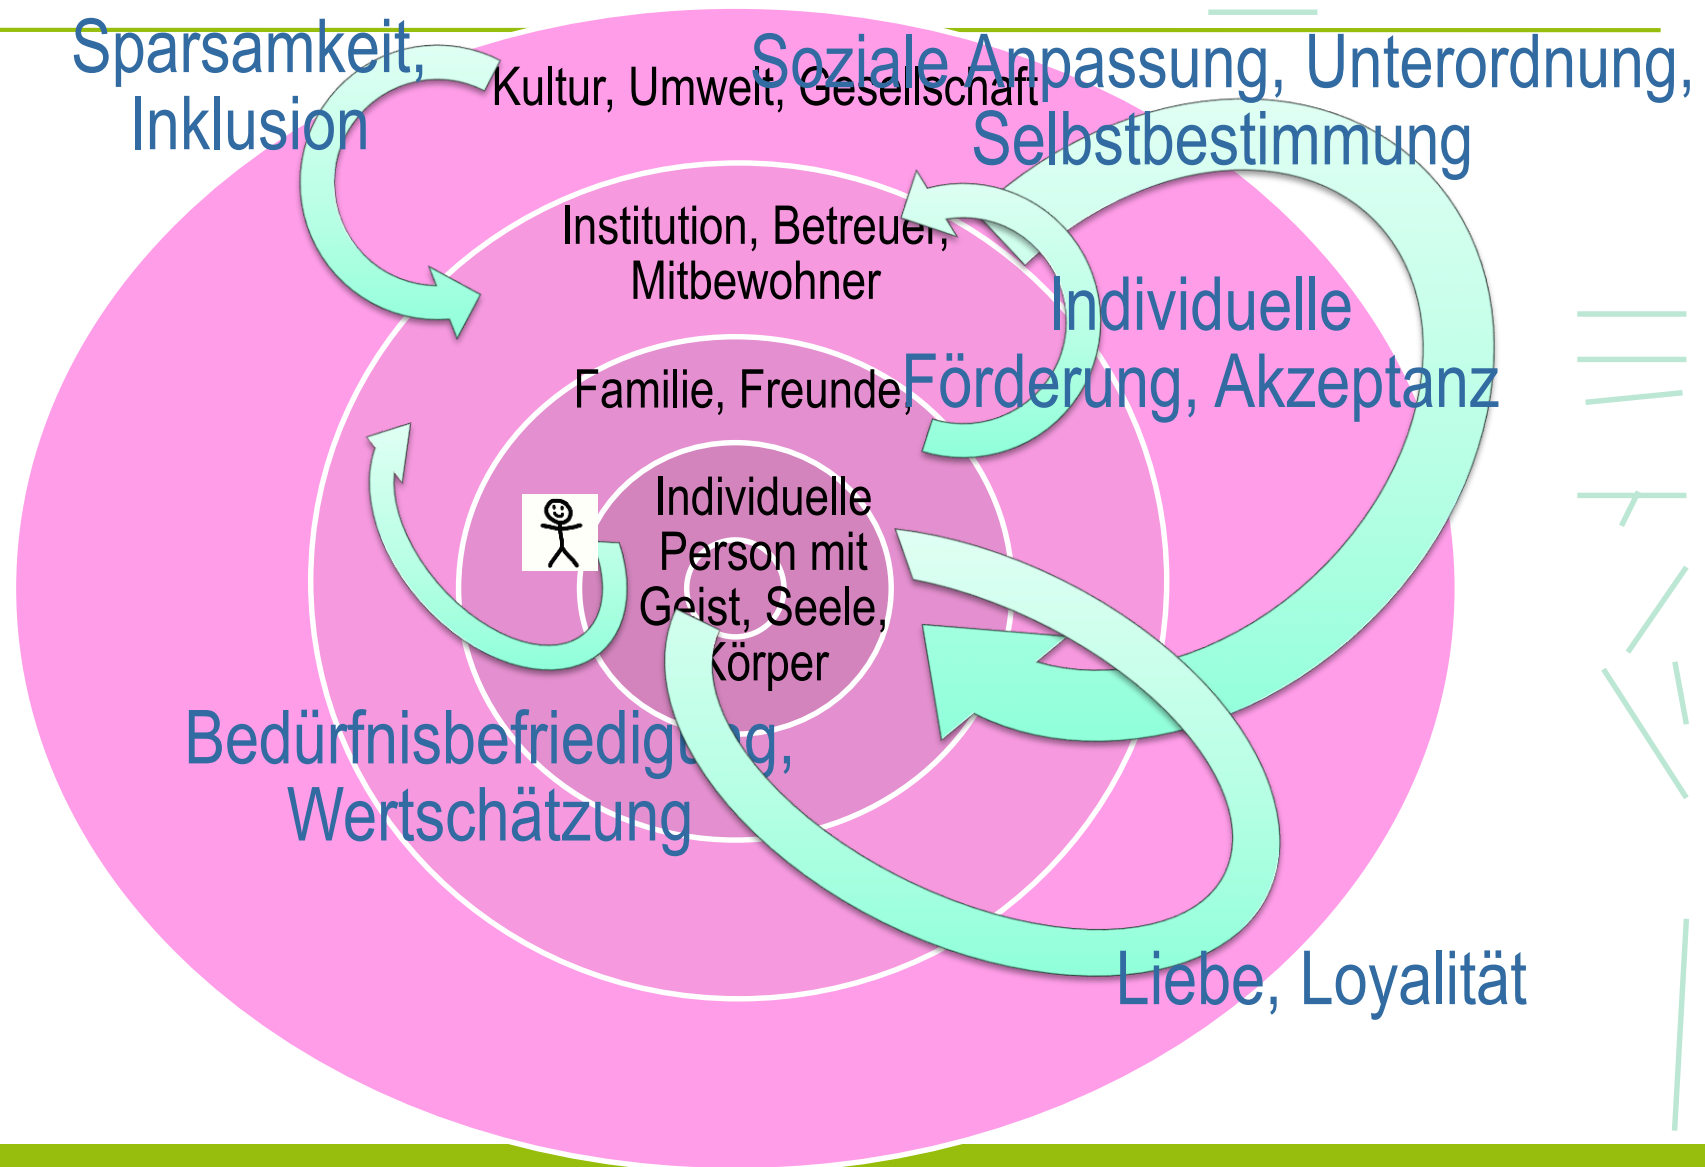 Sparsamkeit,
Inklusion
Kultur, Umwelt, Gesellschaft
Soziale Anpassung, Unterordnung,
Selbstbestimmung
Institution, Betreuer,
Mitbewohner
Individuelle
Förderung, Akzeptanz
Familie, Freunde,
Individuelle
Person mit
Geist, Seele,
Körper
Bedürfnisbefriedigung,
Wertschätzung
Liebe, Loyalität